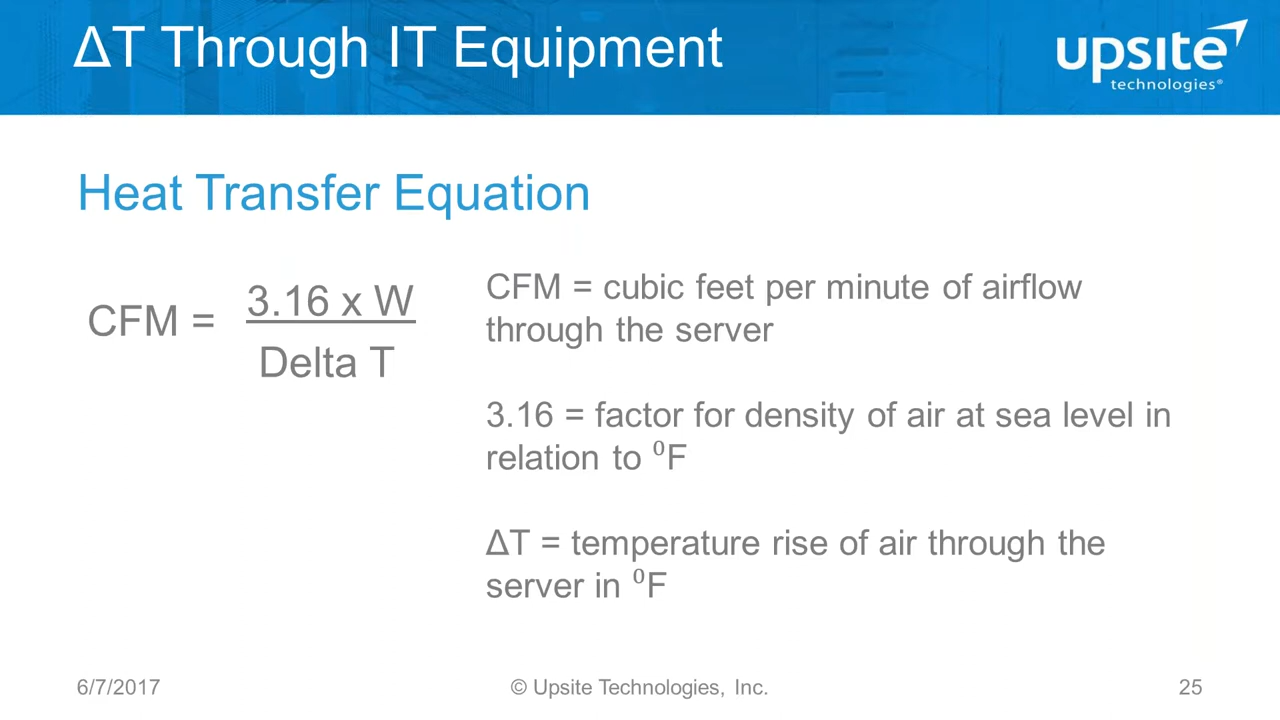 ΔT Through IT Equipment
upsite
technologies®
Heat Transfer Equation
CFM =
3.16 x W
Delta T
CFM = cubic feet per minute of airflow
through the server
3.16 = factor for density of air at sea level in
relation to ⁰F
ΔT = temperature rise of air through the
server in ⁰F
6/7/2017
© Upsite Technologies, Inc.
25